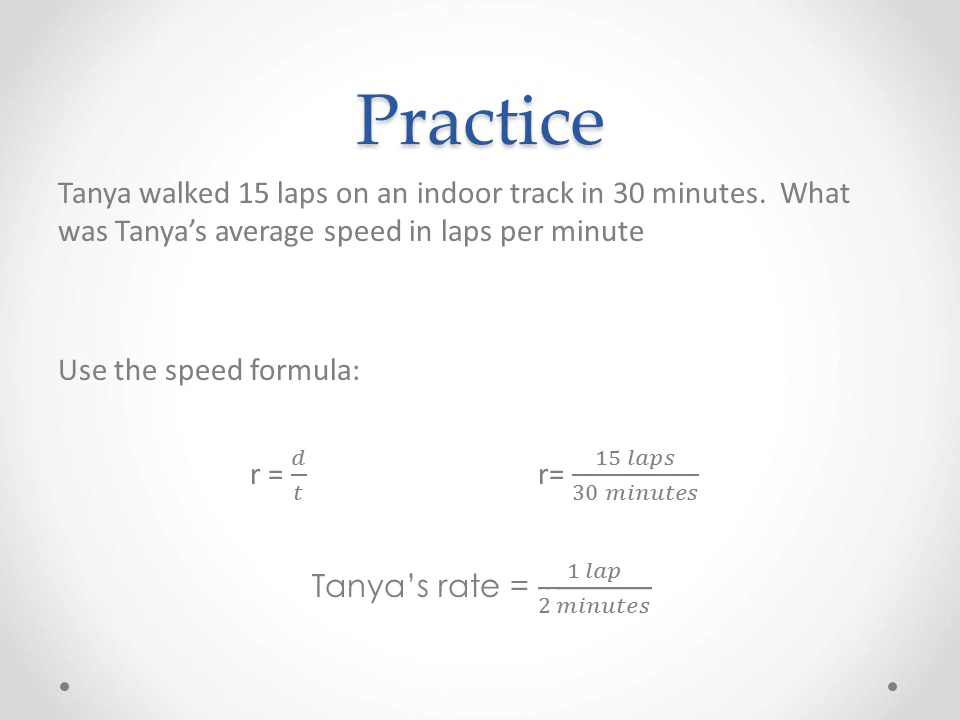 Practice
Tanya walked 15 laps on an indoor track in 30 minutes.  What
was Tanya’s average speed in laps per minute
Use the speed formula:
r = d/t
r= 15 laps/30 minutes
Tanya’s rate = 1 lap/2 minutes